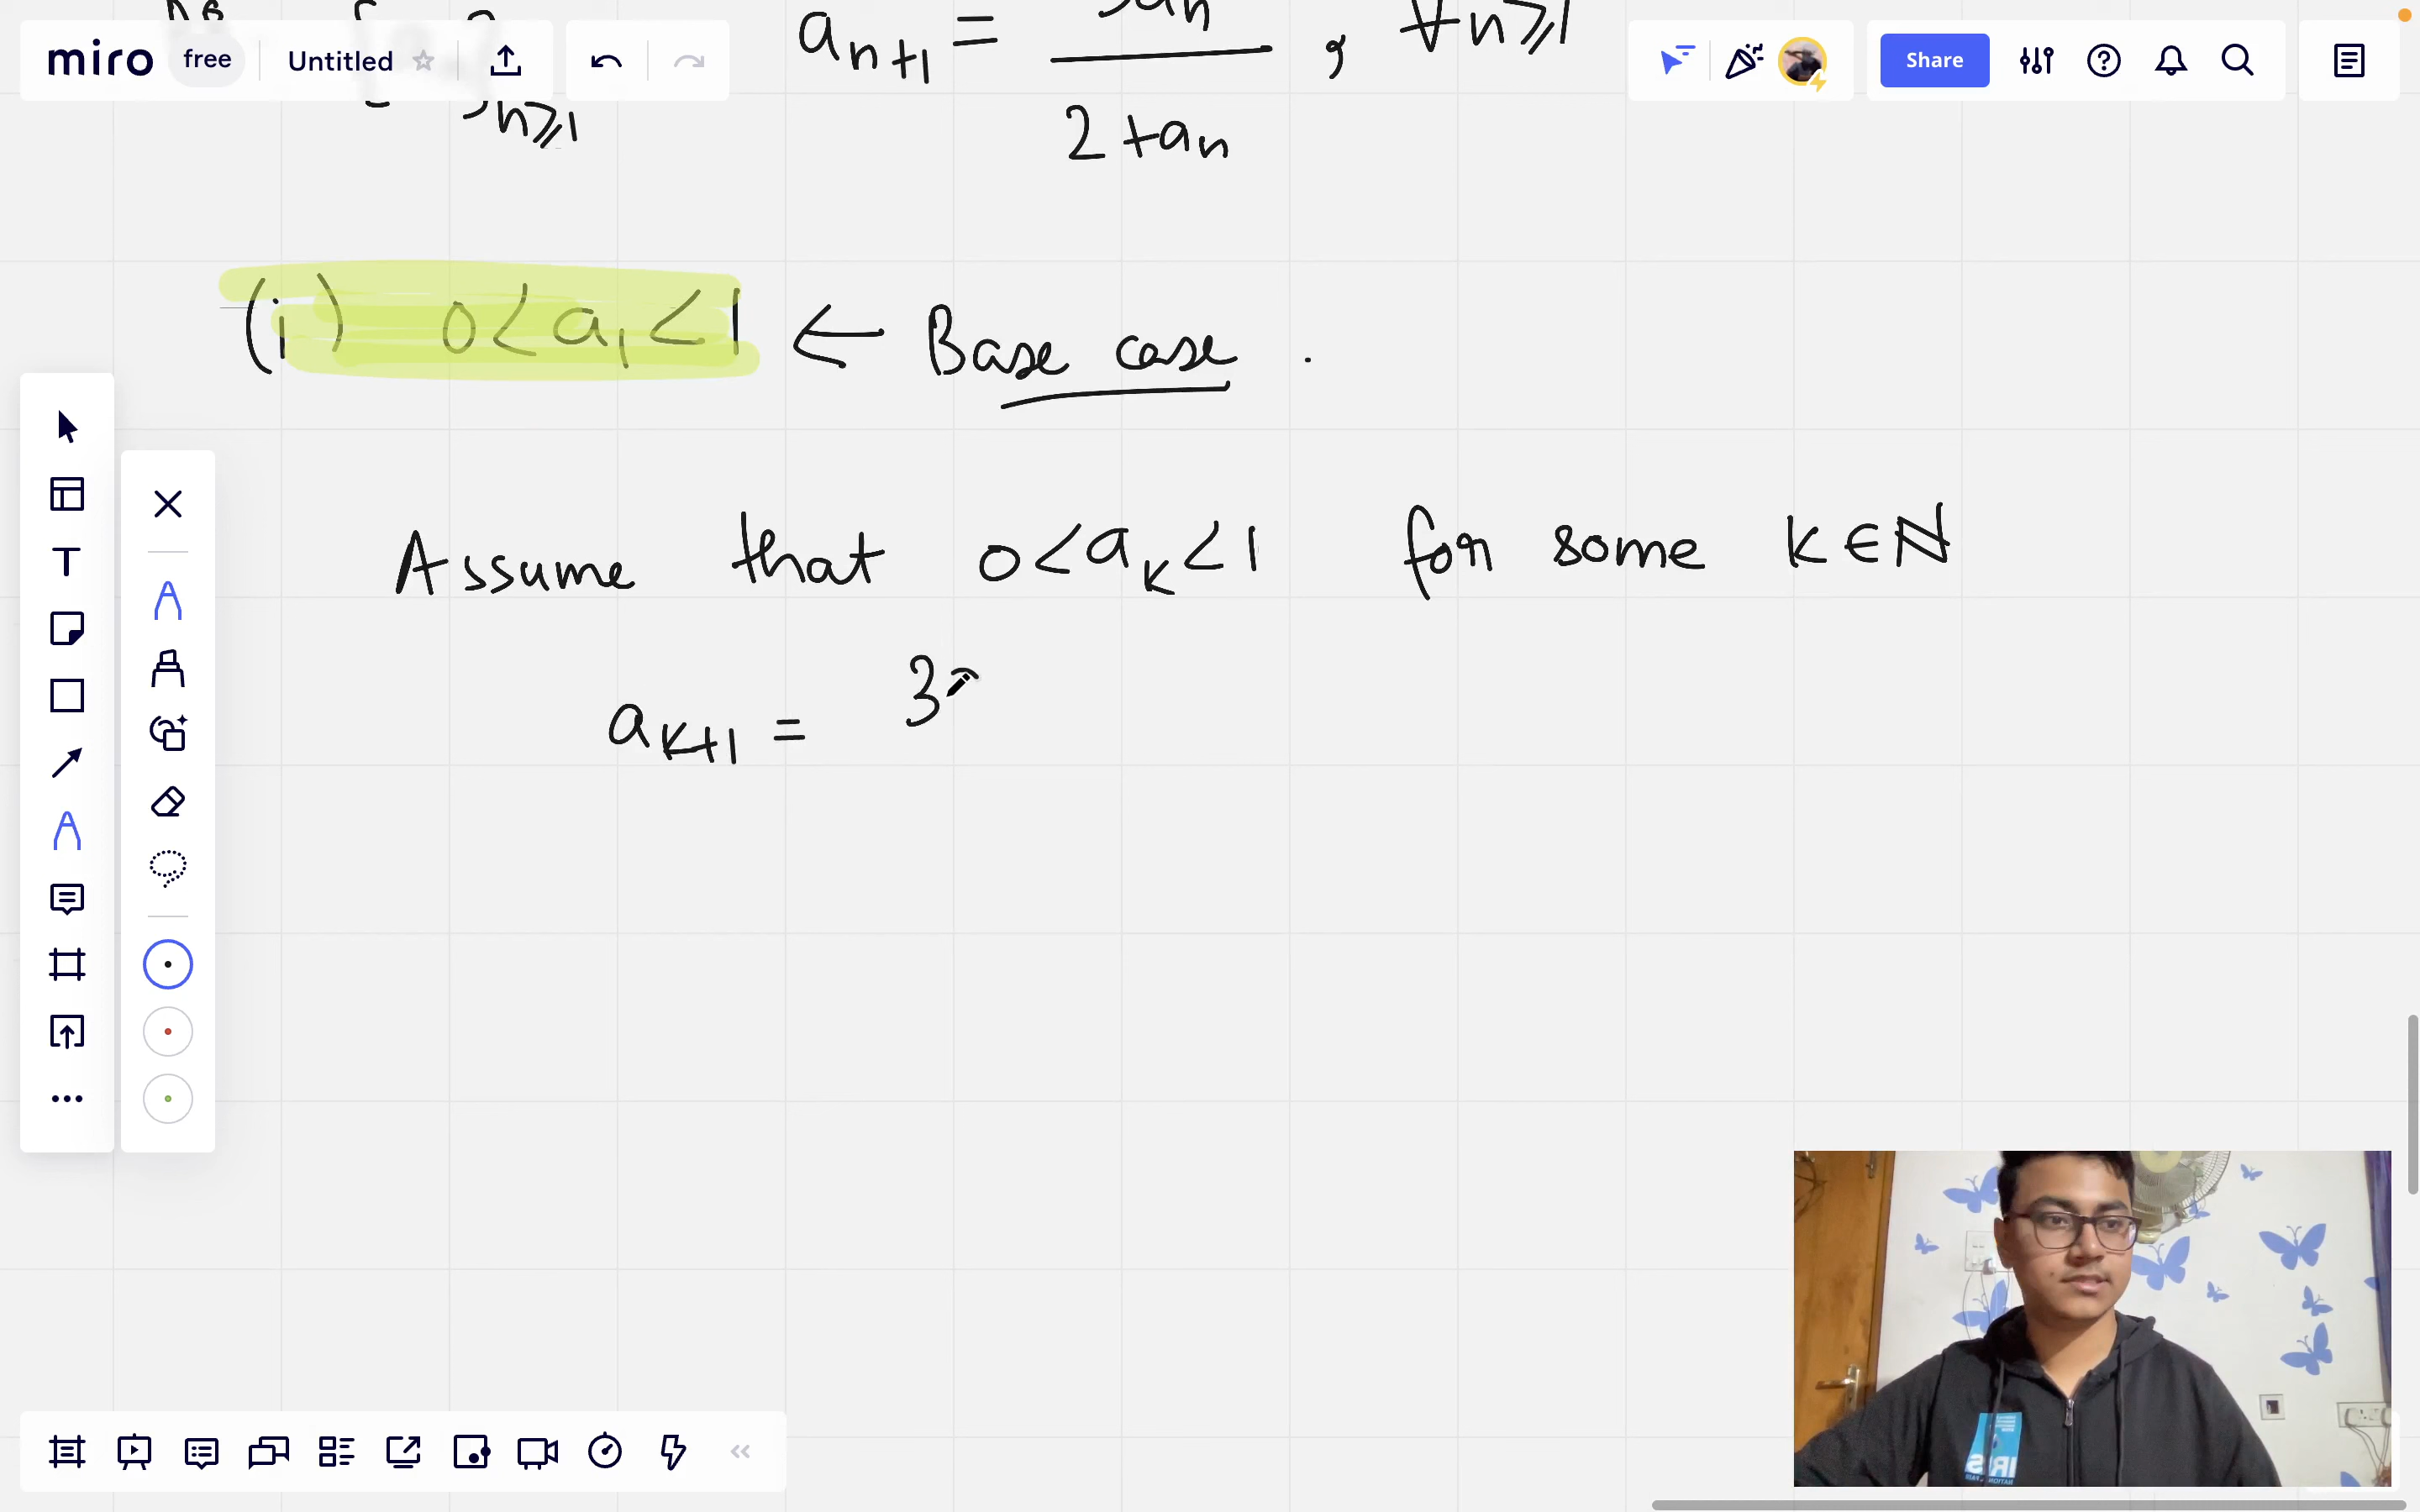 miro free Untitled Share
a_{n+1} = 3a_n / 2+a_n , ∀n⩾1
n⩾1
(i) 0<a_1<1 ← Base case .
Assume that 0<a_k<1 for some k∈ℕ
a_{k+1} = 3